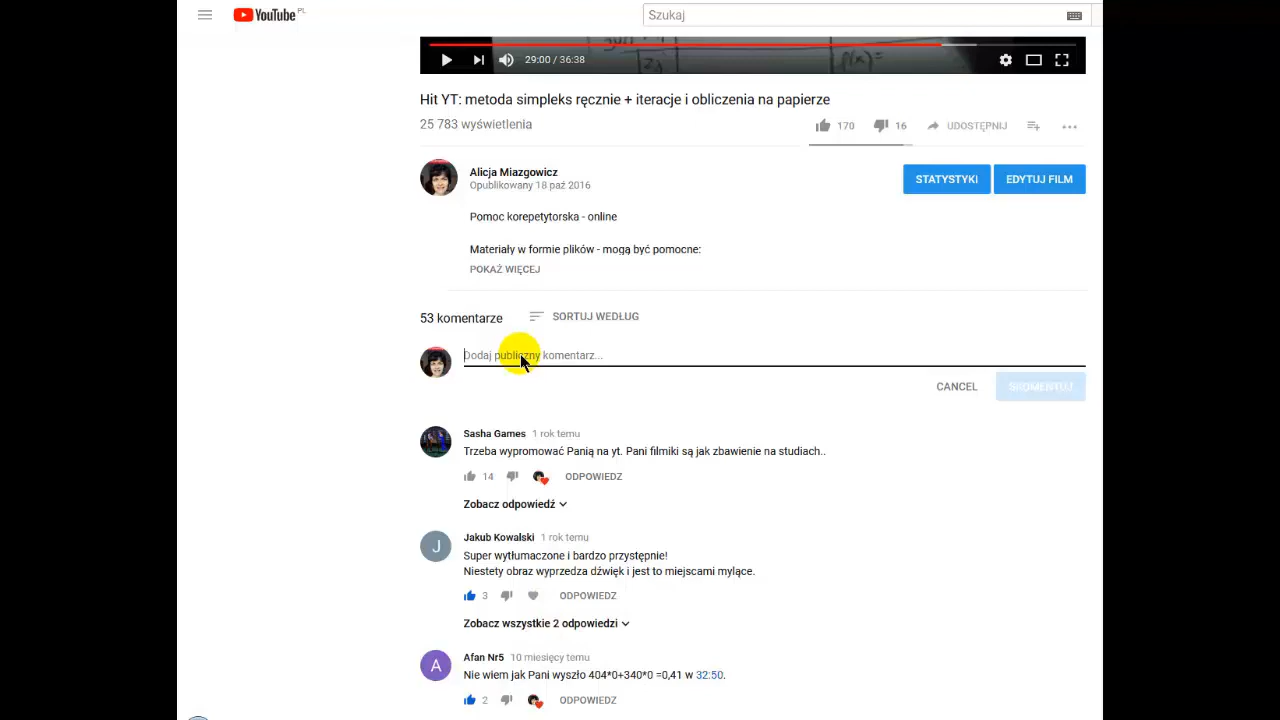 YouTube PL
Szukaj
29:00 / 36:38
Hit YT: metoda simpleks ręcznie + iteracje i obliczenia na papierze
25 783 wyświetlenia
170
16
UDOSTĘPNIJ
Alicja Miazgowicz
Opublikowany 18 paź 2016
STATYSTYKI
EDYTUJ FILM
Pomoc korepetytorska - online
Materiały w formie plików - mogą być pomocne:
POKAŻ WIĘCEJ
53 komentarze
SORTUJ WEDŁUG
Dodaj publiczny komentarz...
CANCEL
SKOMENTUJ
Sasha Games 1 rok temu
Trzeba wypromować Panią na yt. Pani filmiki są jak zbawienie na studiach..
14
ODPOWIEDZ
Zobacz odpowiedź
J
Jakub Kowalski 1 rok temu
Super wytłumaczone i bardzo przystępnie!
Niestety obraz wyprzedza dźwięk i jest to miejscami mylące.
3
ODPOWIEDZ
Zobacz wszystkie 2 odpowiedzi
A
Afan Nr5 10 miesięcy temu
Nie wiem jak Pani wyszło 404*0+340*0 =0,41 w 32:50.
2
ODPOWIEDZ